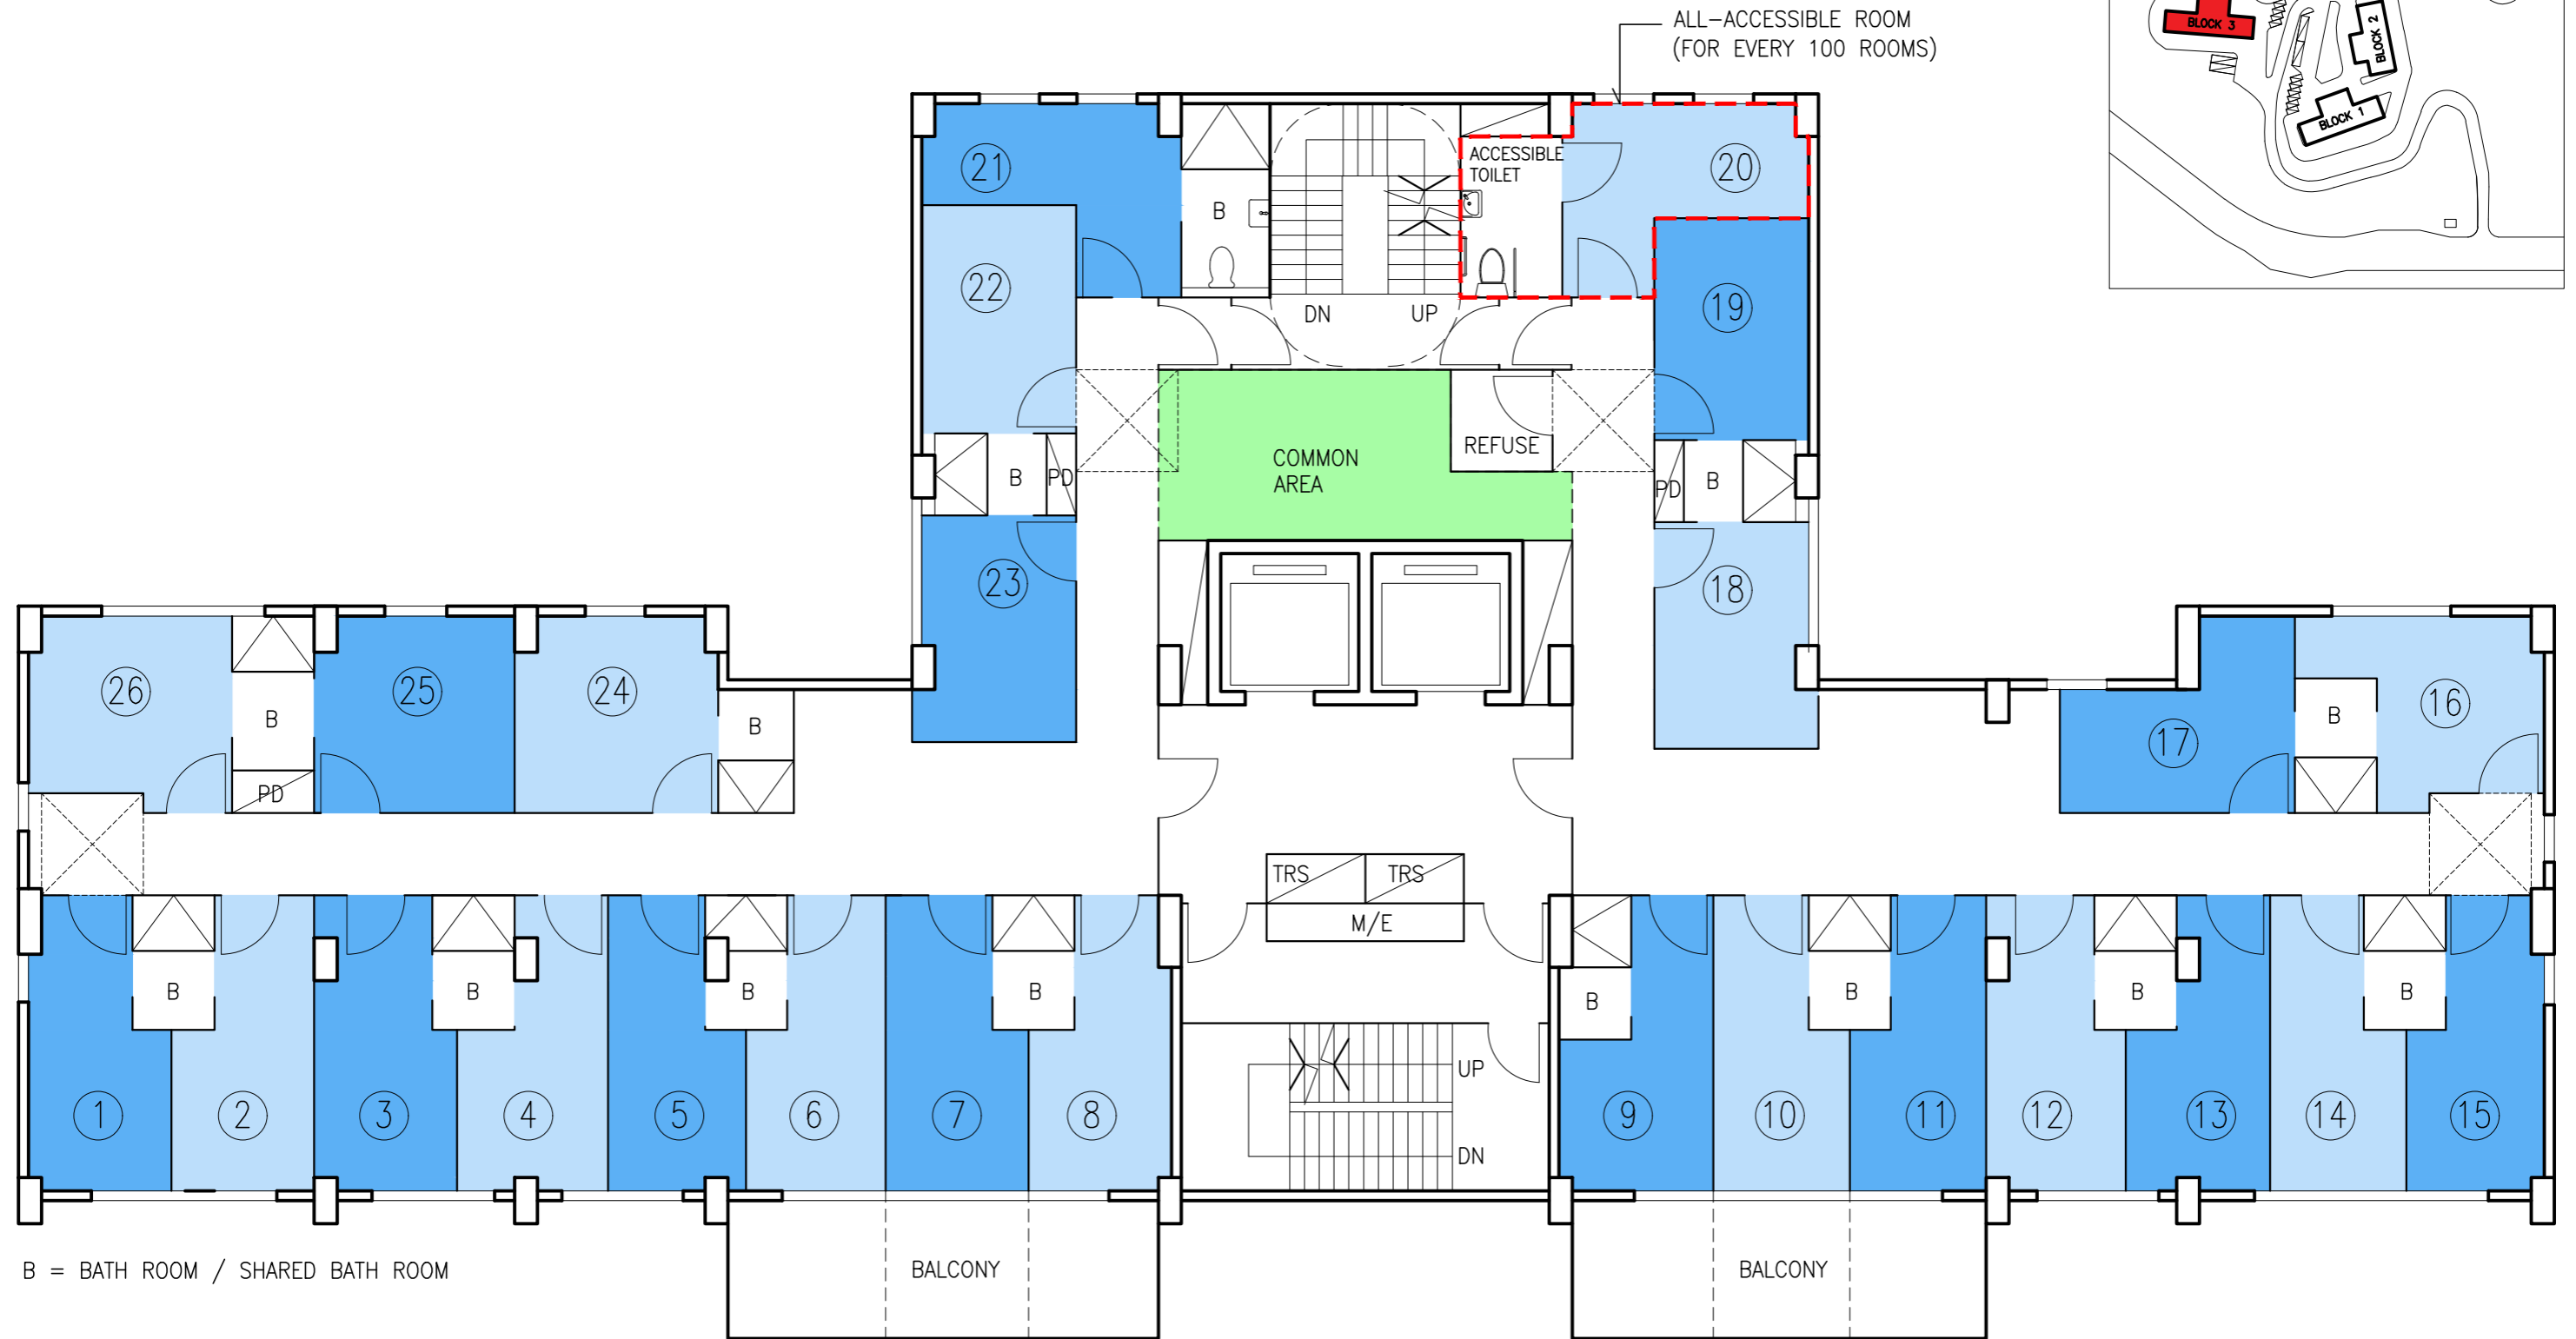 ALL-ACCESSIBLE ROOM
(FOR EVERY 100 ROOMS)
BLOCK 3
BLOCK 2
BLOCK 1
21
B
ACCESSIBLE
TOILET
20
22
DN
UP
19
COMMON
AREA
REFUSE
B
PD
PD
B
23
18
26
B
PD
25
24
B
17
B
16
TRS
TRS
M/E
B
B
B
B
B
B
B
B
UP
DN
1
2
3
4
5
6
7
8
9
10
11
12
13
14
15
B = BATH ROOM / SHARED BATH ROOM
BALCONY
BALCONY